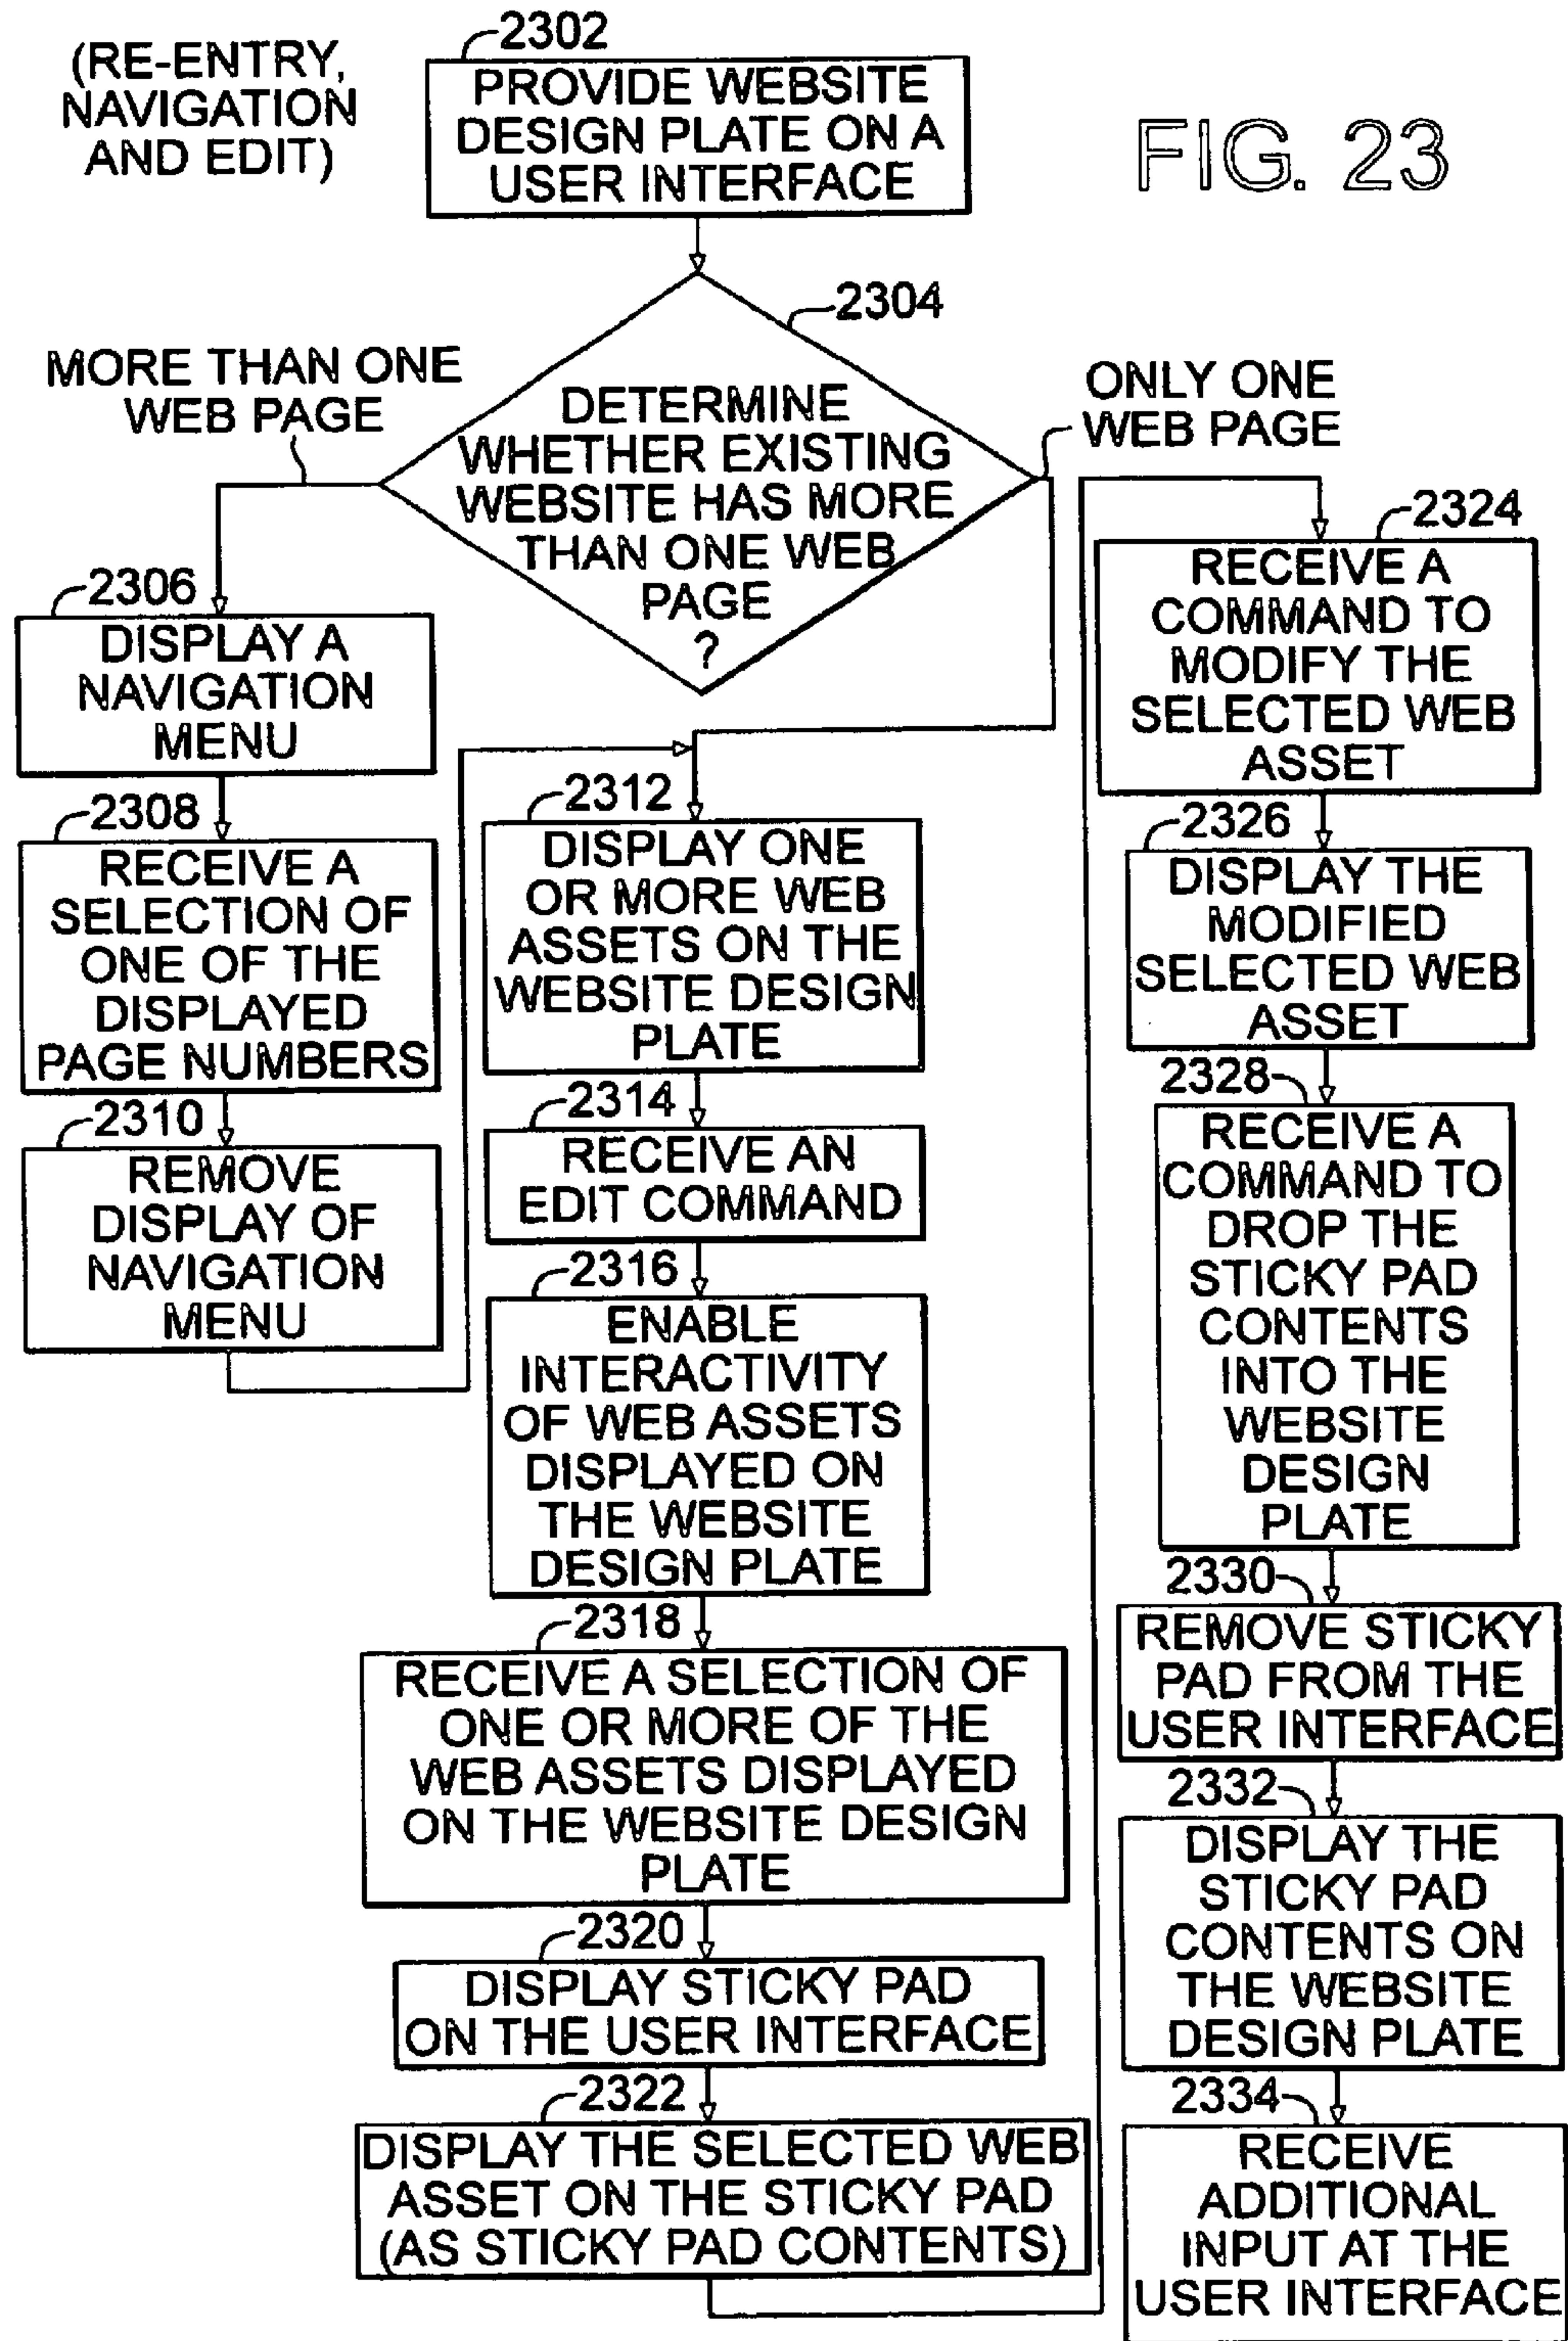 (RE-ENTRY,
NAVIGATION
AND EDIT)
2302
PROVIDE WEBSITE
DESIGN PLATE ON A
USER INTERFACE
FIG. 23
2304
DETERMINE
WHETHER EXISTING
WEBSITE HAS MORE
THAN ONE WEB
PAGE
?
MORE THAN ONE
WEB PAGE
ONLY ONE
WEB PAGE
2306
DISPLAY A
NAVIGATION
MENU
2308
RECEIVE A
SELECTION OF
ONE OF THE
DISPLAYED
PAGE NUMBERS
2310
REMOVE
DISPLAY OF
NAVIGATION
MENU
2312
DISPLAY ONE
OR MORE WEB
ASSETS ON THE
WEBSITE DESIGN
PLATE
2314
RECEIVE AN
EDIT COMMAND
2316
ENABLE
INTERACTIVITY
OF WEB ASSETS
DISPLAYED ON
THE WEBSITE
DESIGN PLATE
2318
RECEIVE A SELECTION OF
ONE OR MORE OF THE
WEB ASSETS DISPLAYED
ON THE WEBSITE DESIGN
PLATE
2320
DISPLAY STICKY PAD
ON THE USER INTERFACE
2322
DISPLAY THE SELECTED WEB
ASSET ON THE STICKY PAD
(AS STICKY PAD CONTENTS)
2324
RECEIVE A
COMMAND TO
MODIFY THE
SELECTED WEB
ASSET
2326
DISPLAY THE
MODIFIED
SELECTED WEB
ASSET
2328
RECEIVE A
COMMAND TO
DROP THE
STICKY PAD
CONTENTS
INTO THE
WEBSITE
DESIGN
PLATE
2330
REMOVE STICKY
PAD FROM THE
USER INTERFACE
2332
DISPLAY THE
STICKY PAD
CONTENTS ON
THE WEBSITE
DESIGN PLATE
2334
RECEIVE
ADDITIONAL
INPUT AT THE
USER INTERFACE